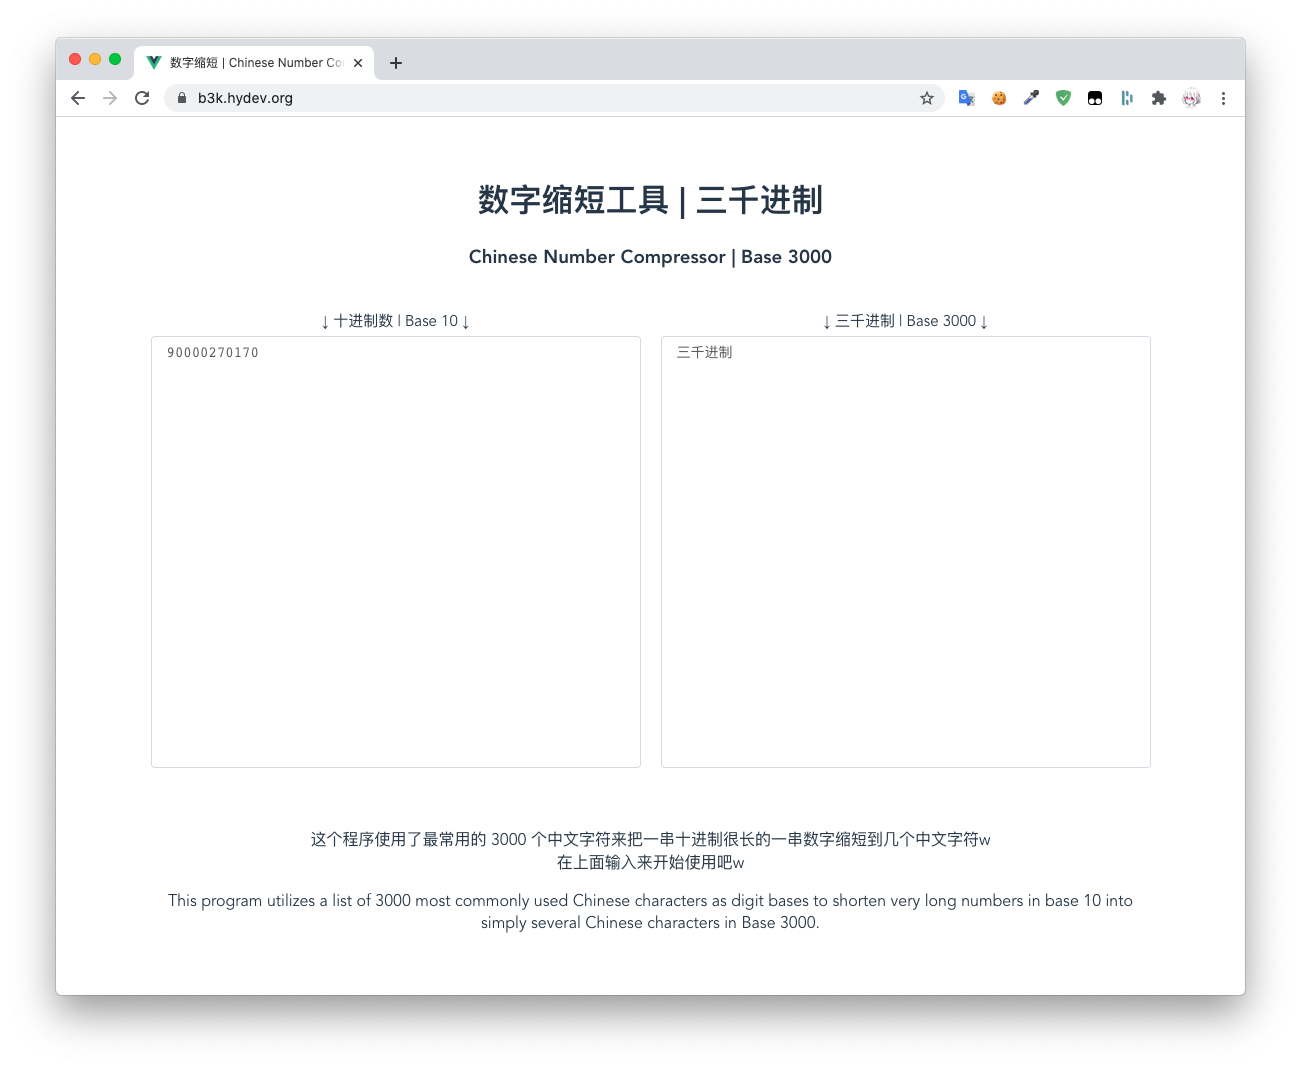 数字缩短 | Chinese Number Co
b3k.hydev.org
数字缩短工具 | 三千进制
Chinese Number Compressor | Base 3000
↓ 十进制数 | Base 10 ↓
↓ 三千进制 | Base 3000 ↓
90000270170
三千进制
这个程序使用了最常用的 3000 个中文字符来把一串十进制很长的一串数字缩短到几个中文字符w
在上面输入来开始使用吧w
This program utilizes a list of 3000 most commonly used Chinese characters as digit bases to shorten very long numbers in base 10 into
simply several Chinese characters in Base 3000.